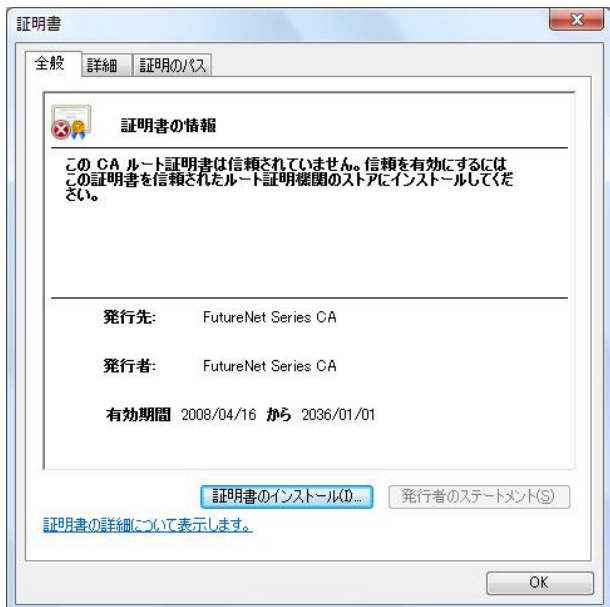 証明書
全般 詳細 証明のパス
証明書の情報
この CA ルート証明書は信頼されていません。信頼を有効にするには
この証明書を信頼されたルート証明機関のストアにインストールしてくだ
さい。
発行先: FutureNet Series CA
発行者: FutureNet Series CA
有効期間 2008/04/16 から 2036/01/01
証明書のインストール(I)... 発行者のステートメント(S)
証明書の詳細について表示します。
OK